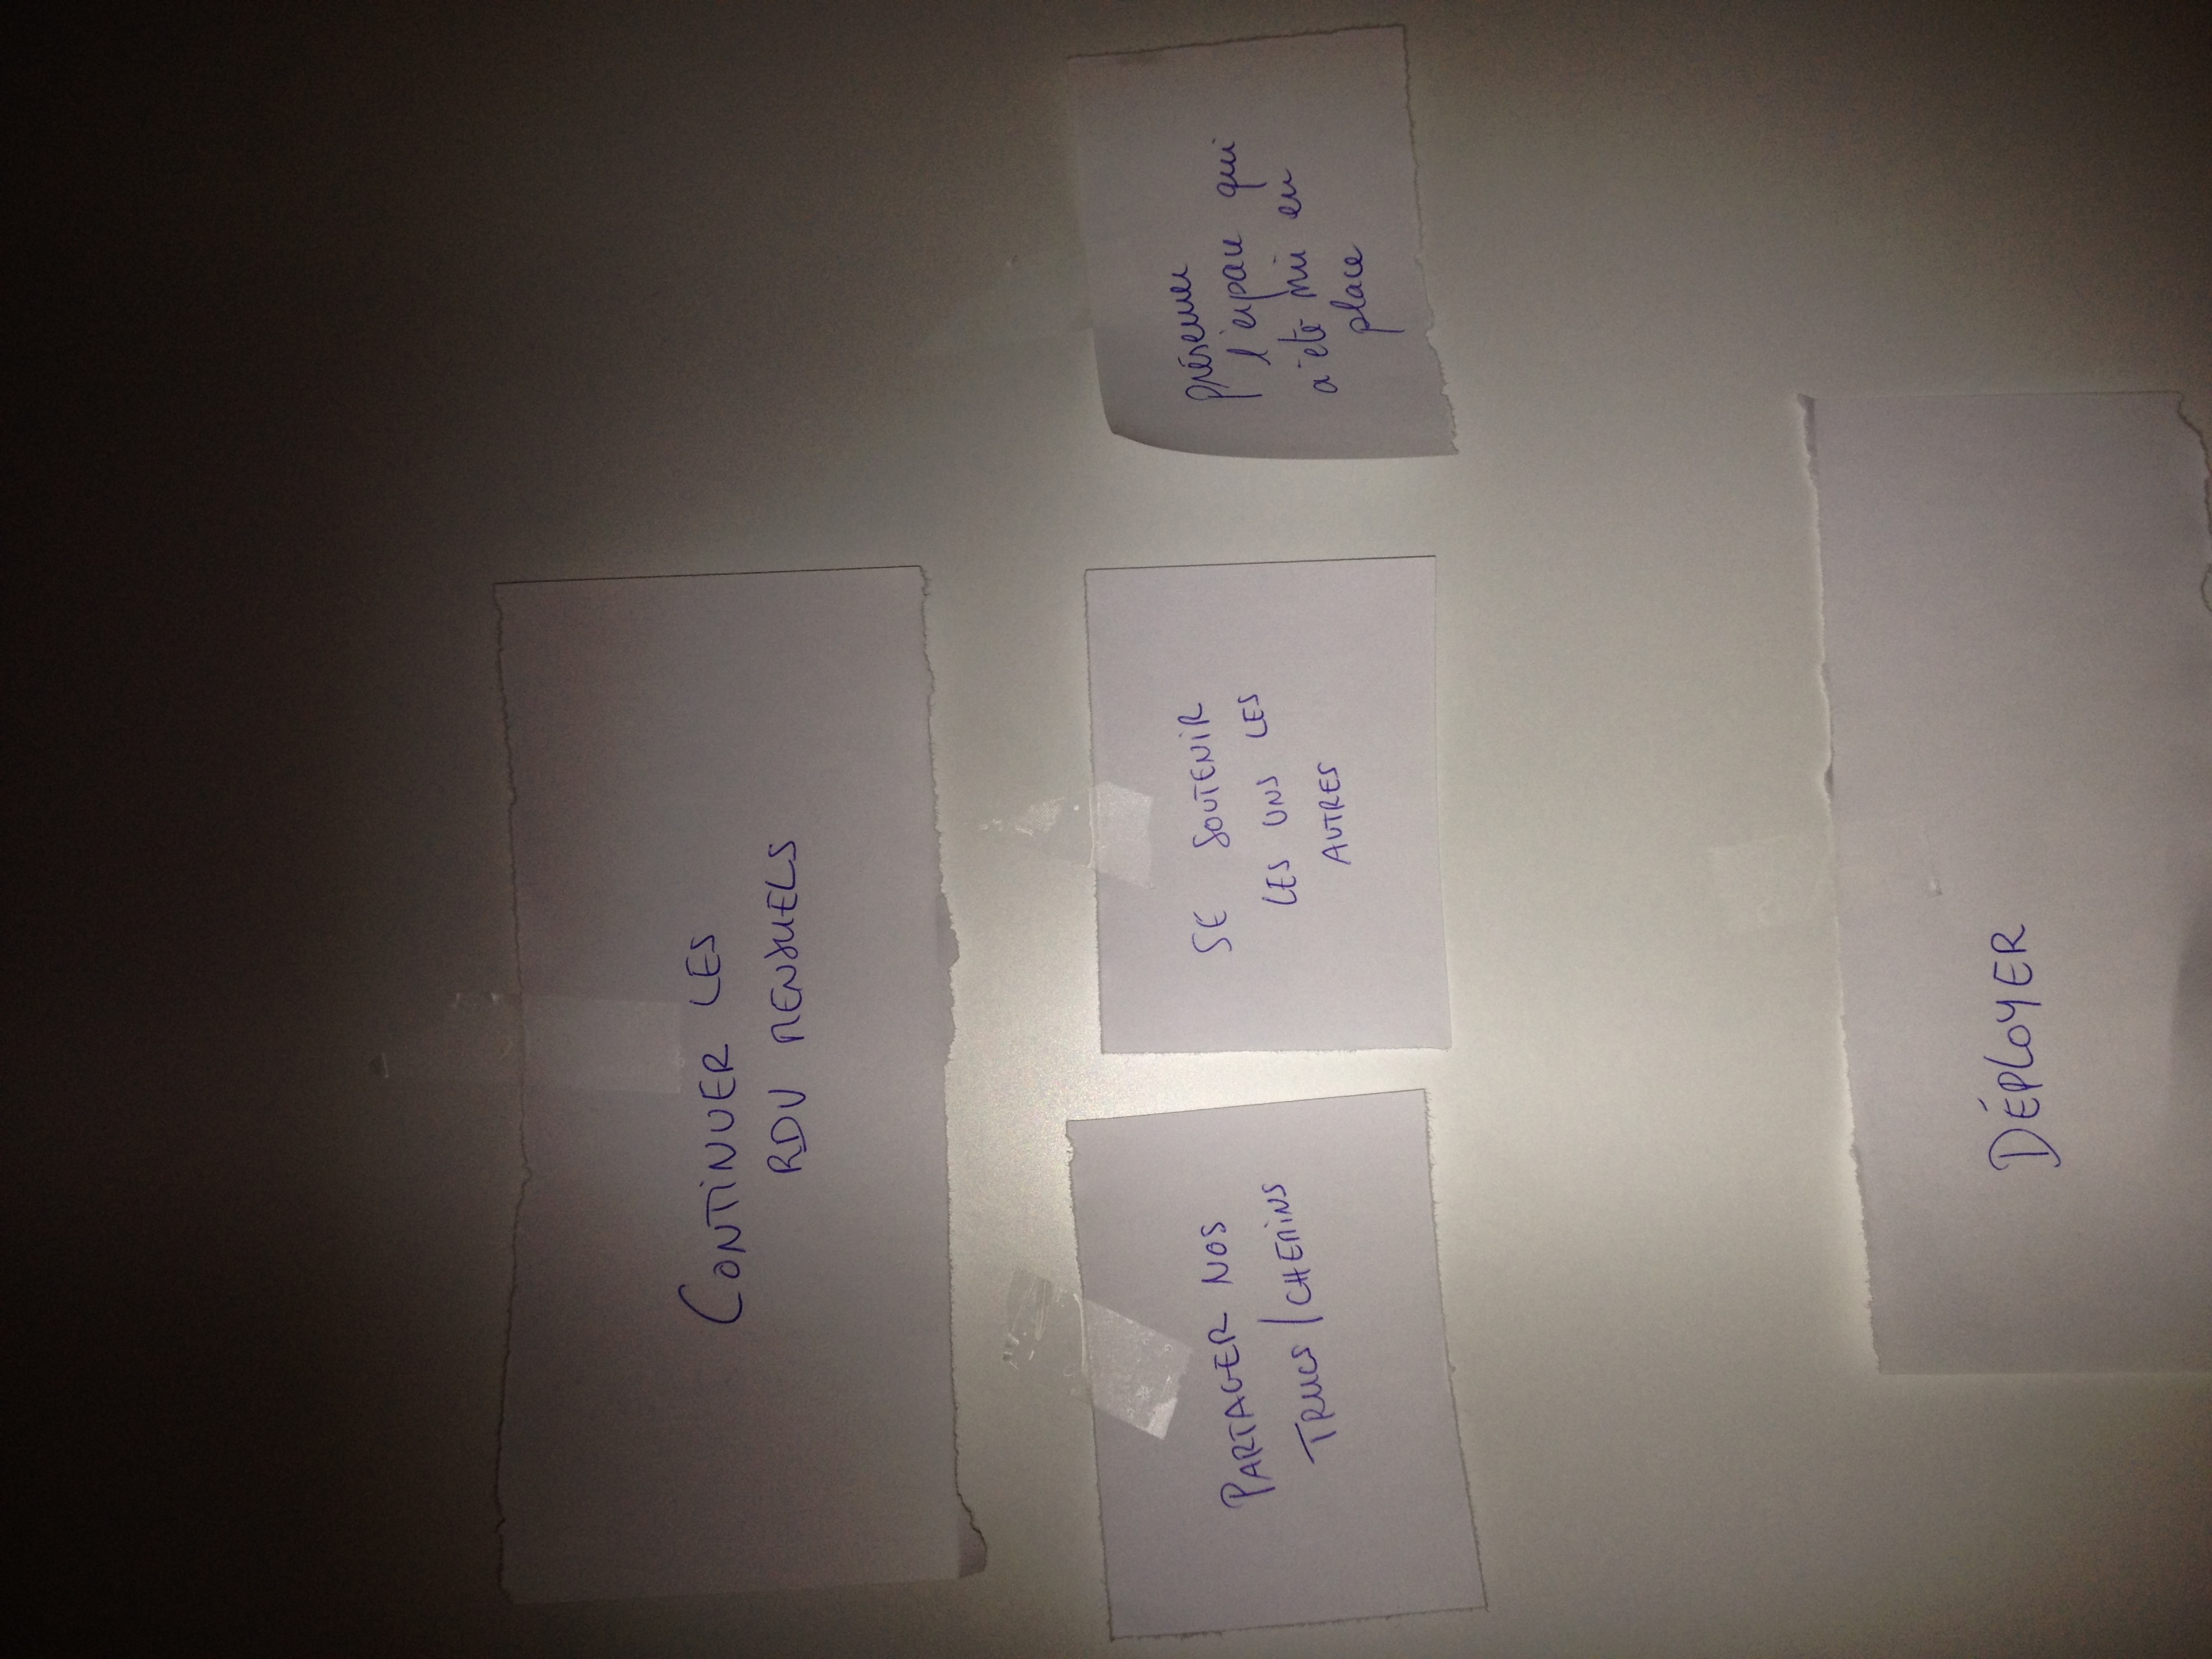 CONTINUER LES
RDV MENSUELS
PARTAGER NOS
TRUCS/CHEMINS
SE SOUTENIR
LES UNS LES
AUTRES
préserver
l'espace qui
a été mis en
place
DÉPLOYER